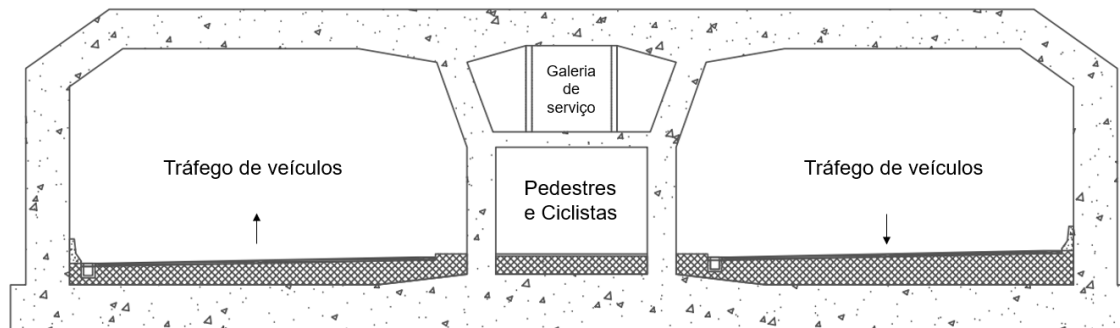 Galeria
de
serviço
Tráfego de veículos
Tráfego de veículos
Pedestres
e Ciclistas